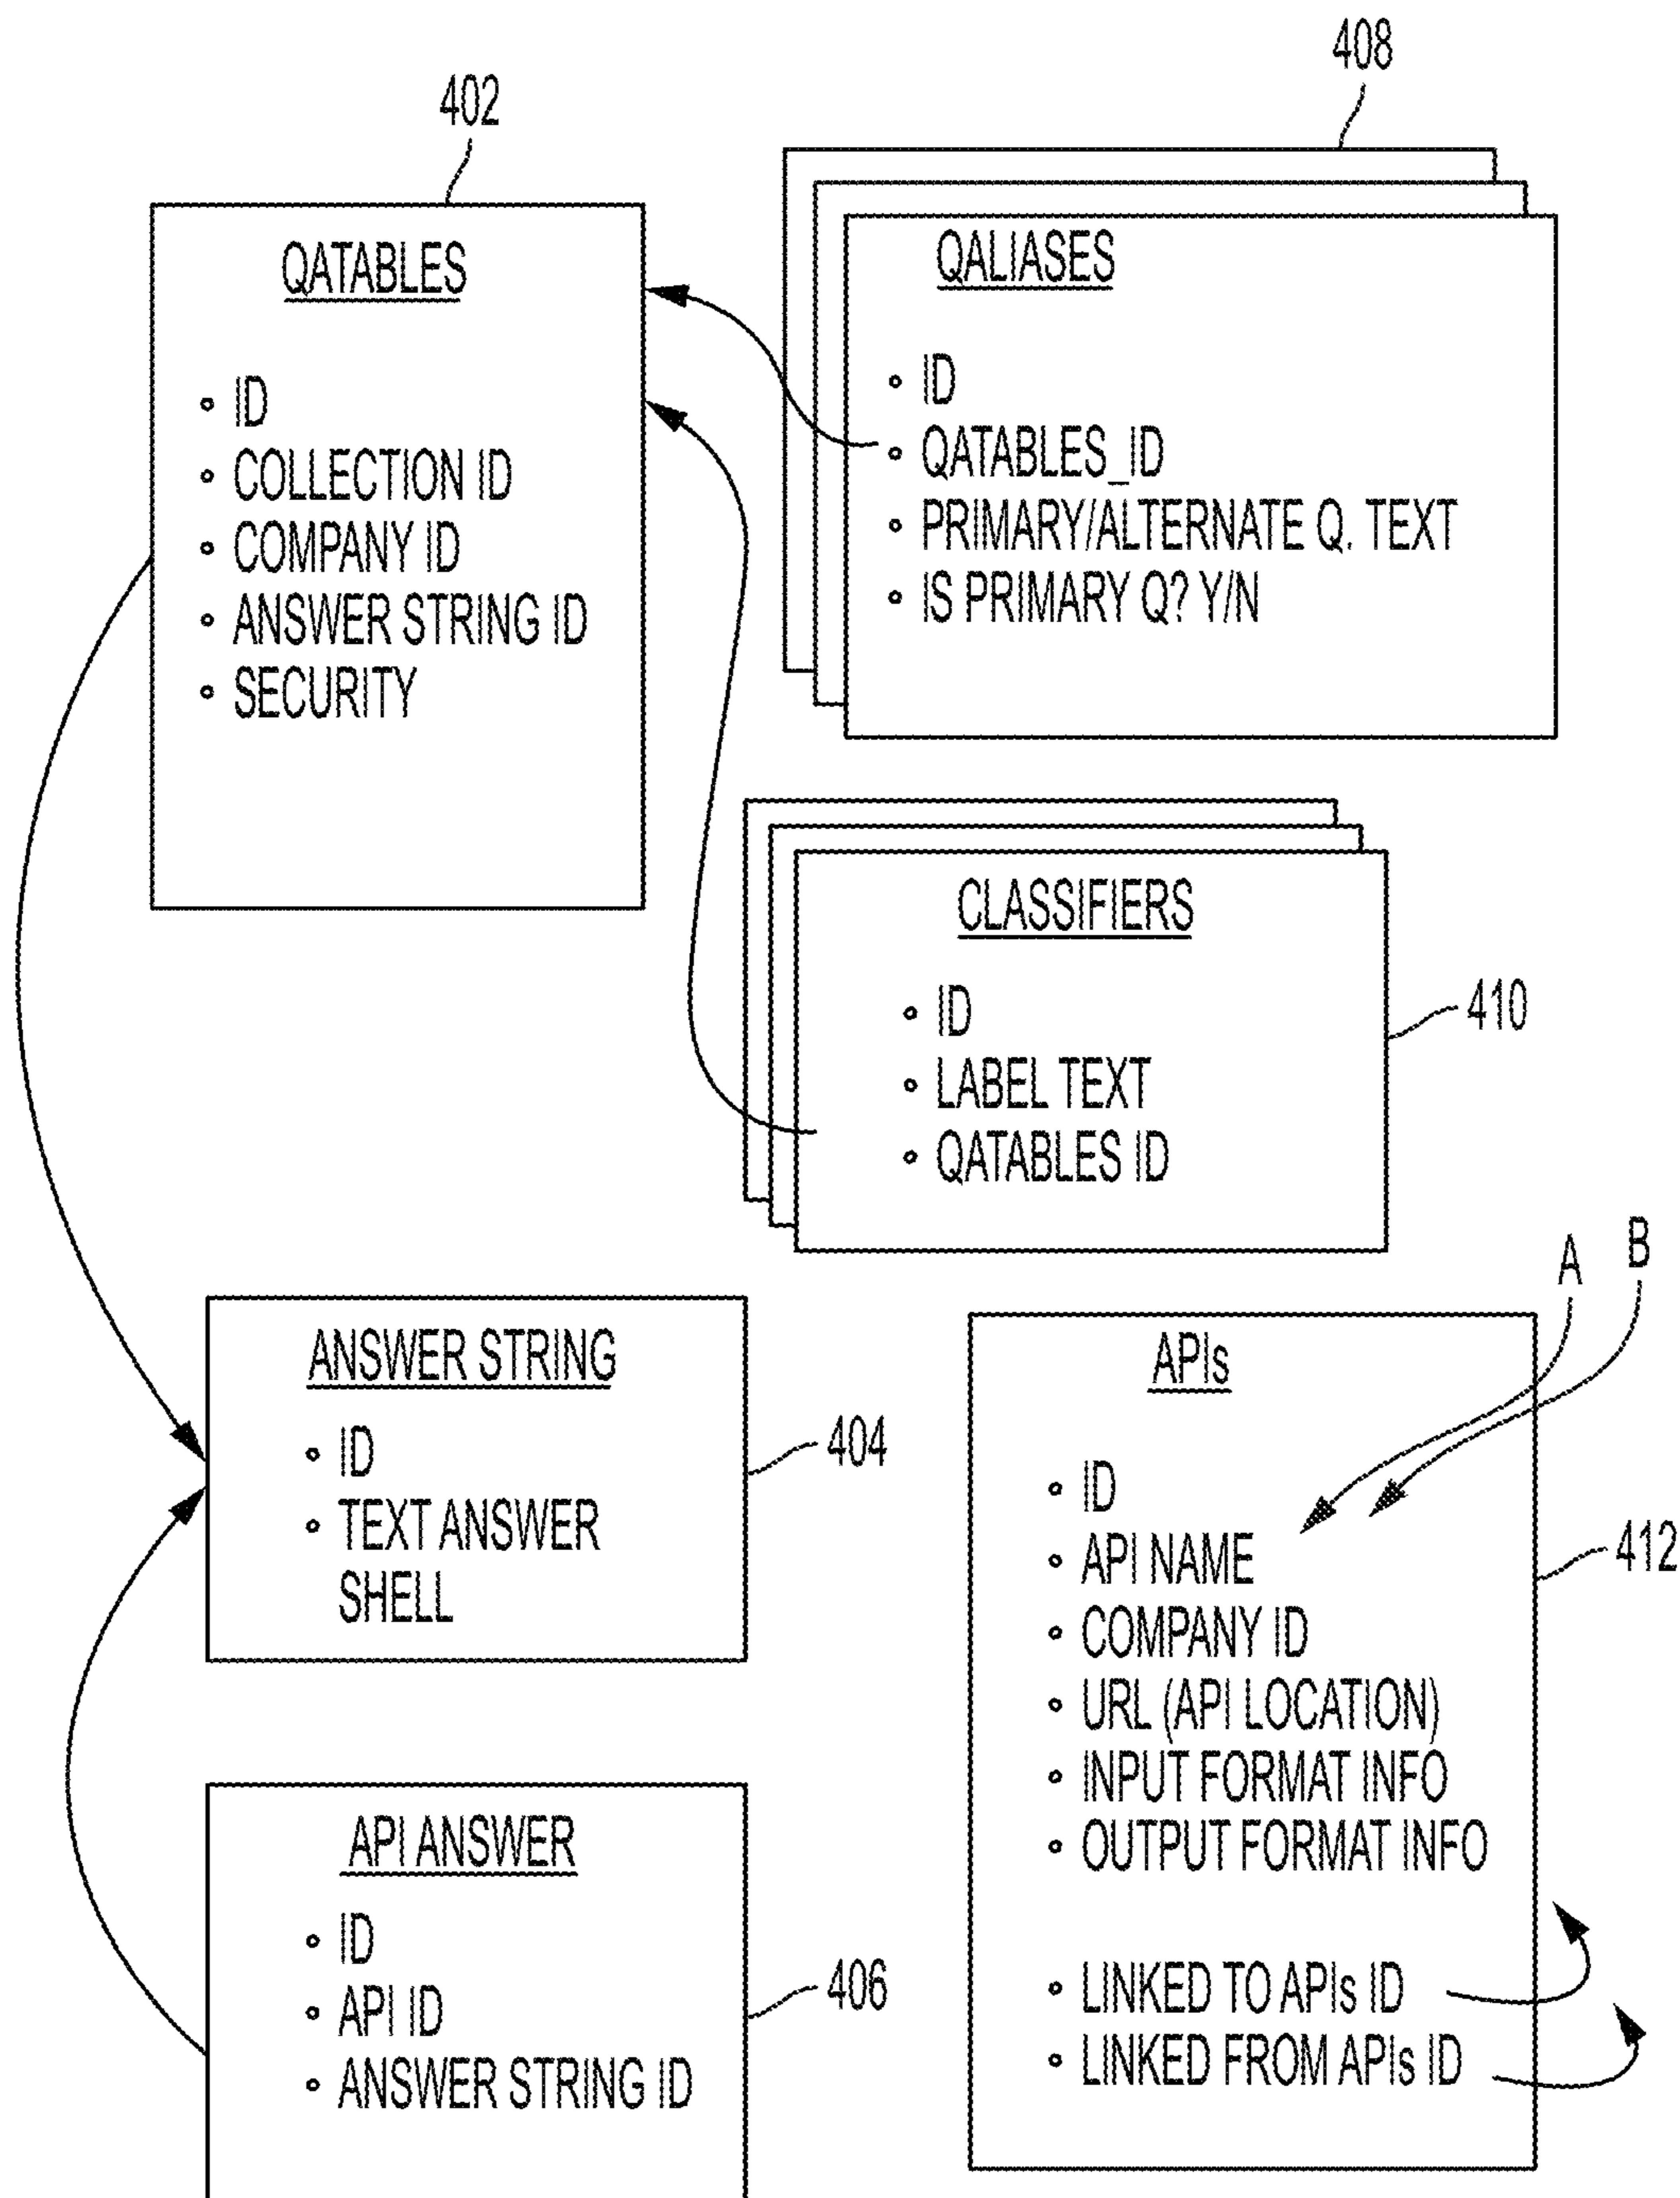 408
402
QATABLES
◦ ID
◦ COLLECTION ID
◦ COMPANY ID
◦ ANSWER STRING ID
◦ SECURITY
QALIASES
◦ ID
◦ QATABLES_ID
◦ PRIMARY/ALTERNATE Q. TEXT
◦ IS PRIMARY Q? Y/N
CLASSIFIERS
◦ ID
◦ LABEL TEXT
◦ QATABLES ID
410
ANSWER STRING
◦ ID
◦ TEXT ANSWER
SHELL
404
A
B
APIs
◦ ID
◦ API NAME
◦ COMPANY ID
◦ URL (API LOCATION)
◦ INPUT FORMAT INFO
◦ OUTPUT FORMAT INFO
◦ LINKED TO APIs ID
◦ LINKED FROM APIs ID
412
API ANSWER
◦ ID
◦ API ID
◦ ANSWER STRING ID
406